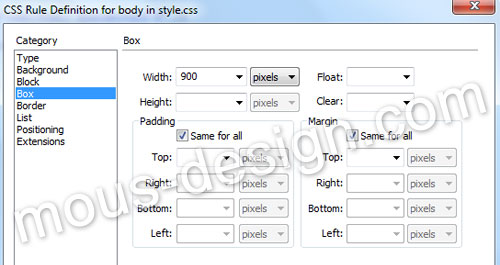 CSS Rule Definition for body in style.css
Category
Type
Background
Block
Box
Border
List
Positioning
Extensions
Box
Width: 900 pixels Float:
Height: pixels Clear:
Padding Margin
Same for all Same for all
Top: pixels Top: pixels
Right: pixels Right: pixels
Bottom: pixels Bottom: pixels
Left: pixels Left: pixels
mous-design.com